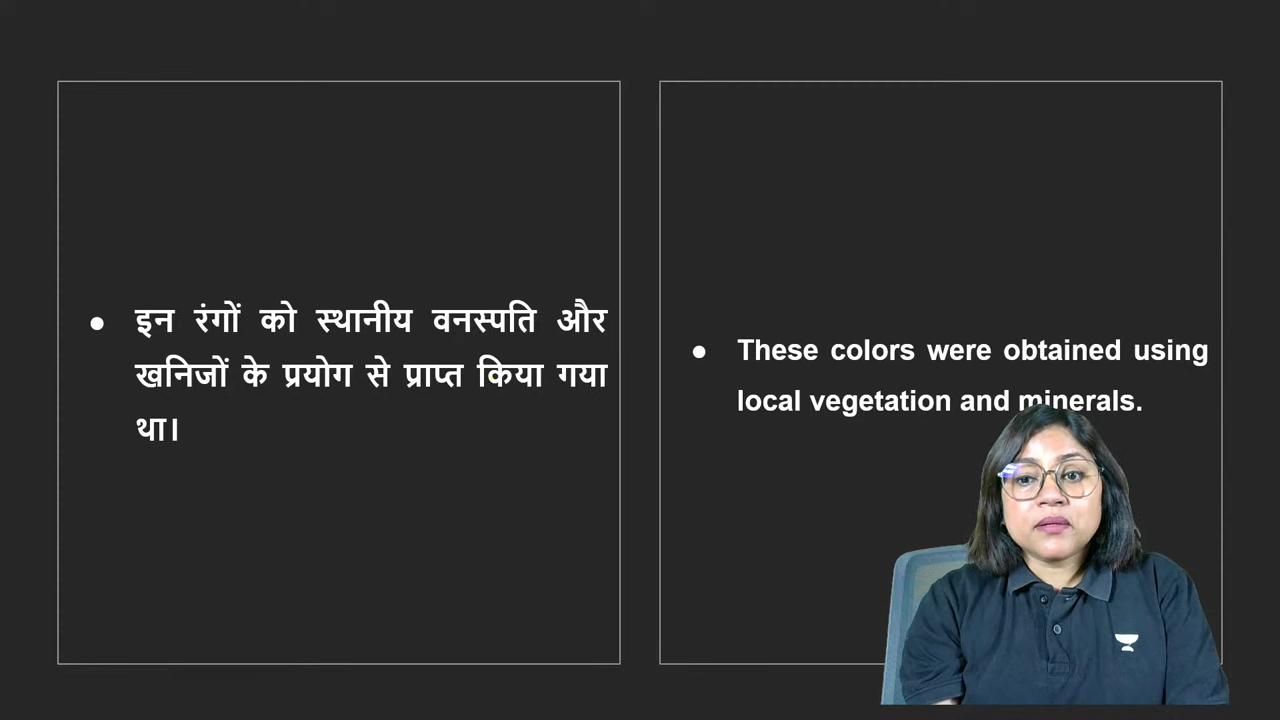 ● इन रंगों को स्थानीय वनस्पति और
खनिजों के प्रयोग से प्राप्त किया गया
था।
● These colors were obtained using
local vegetation and minerals.